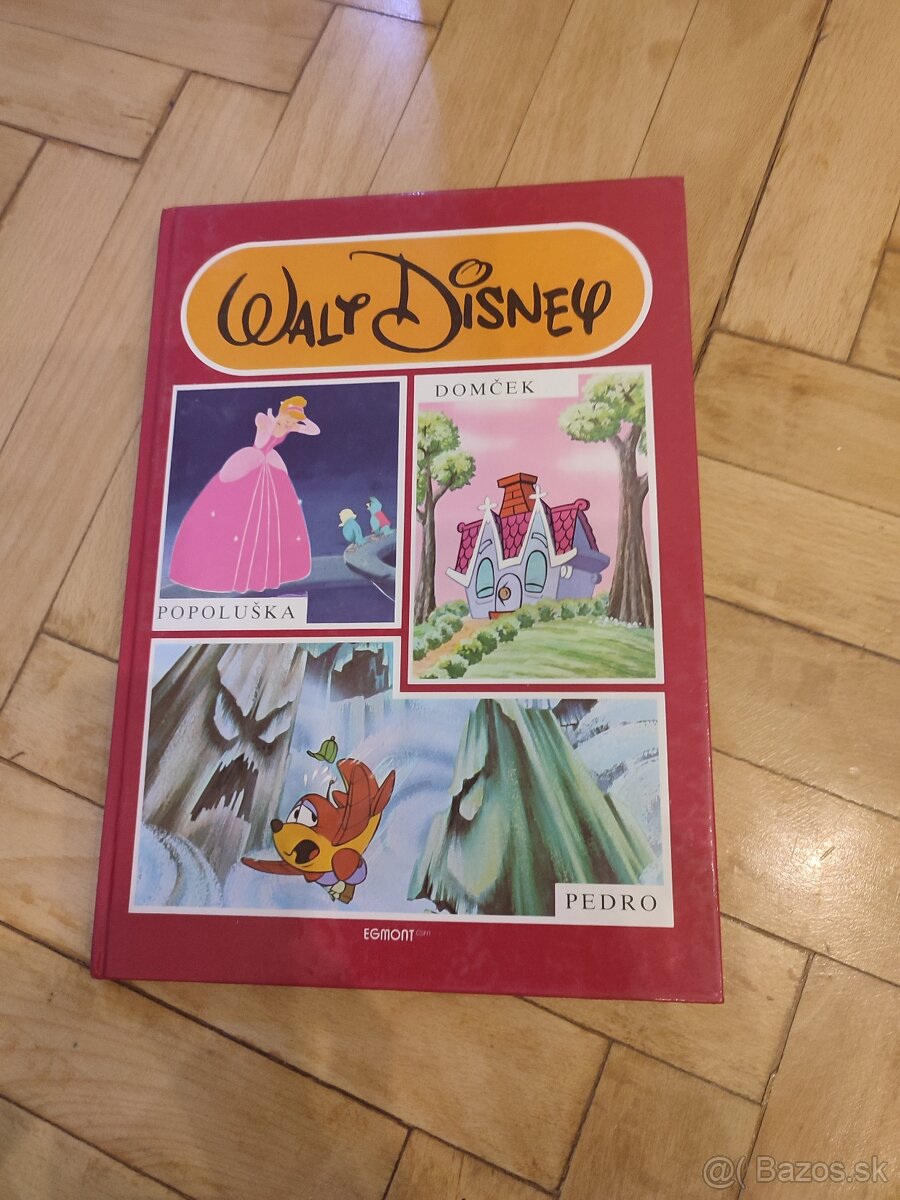 WALT DISNEY
DOMČEK
POPOLUŠKA
PEDRO
EGMONT
@( Bazos.sk